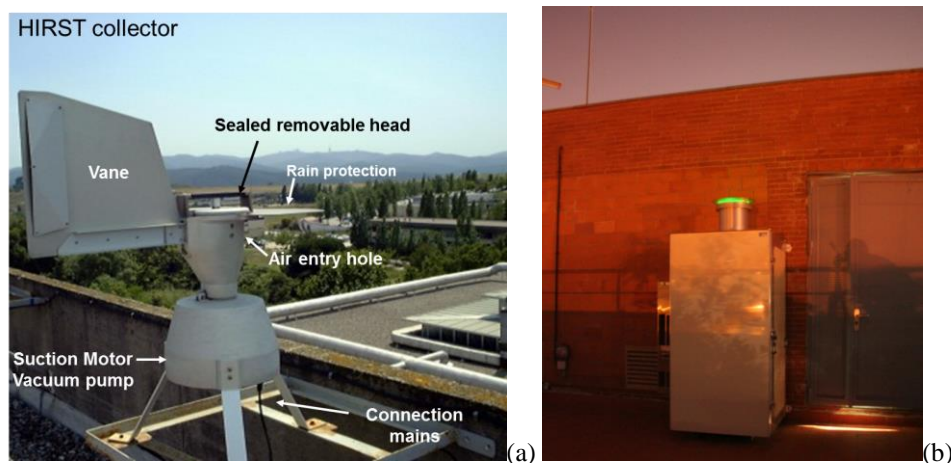 HIRST collector
Sealed removable head
Vane
Rain protection
Air entry hole
Suction Motor
Vacuum pump
Connection
mains
(a)
(b)